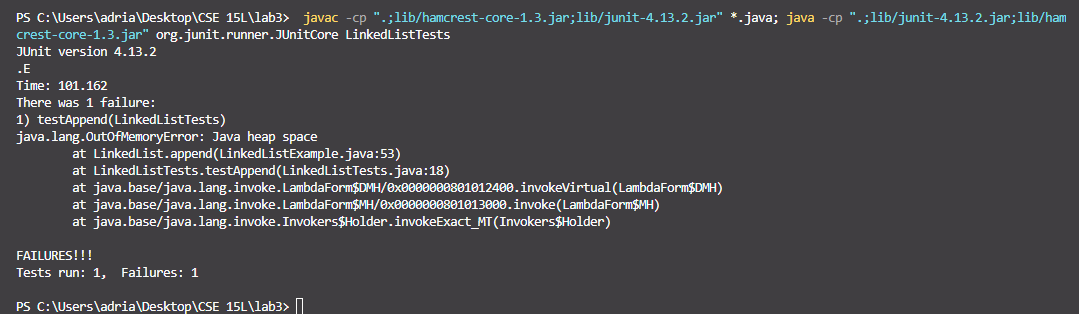 PS C:\Users\adria\Desktop\CSE 15L\lab3>  javac -cp ".;lib/hamcrest-core-1.3.jar;lib/junit-4.13.2.jar" *.java; java -cp ".;lib/junit-4.13.2.jar;lib/ham
crest-core-1.3.jar" org.junit.runner.JUnitCore LinkedListTests
JUnit version 4.13.2
.E
Time: 101.162
There was 1 failure:
1) testAppend(LinkedListTests)
java.lang.OutOfMemoryError: Java heap space
        at LinkedList.append(LinkedListExample.java:53)
        at LinkedListTests.testAppend(LinkedListTests.java:18)
        at java.base/java.lang.invoke.LambdaForm$DMH/0x0000000801012400.invokeVirtual(LambdaForm$DMH)
        at java.base/java.lang.invoke.LambdaForm$MH/0x0000000801013000.invoke(LambdaForm$MH)
        at java.base/java.lang.invoke.Invokers$Holder.invokeExact_MT(Invokers$Holder)

FAILURES!!!
Tests run: 1,  Failures: 1

PS C:\Users\adria\Desktop\CSE 15L\lab3>